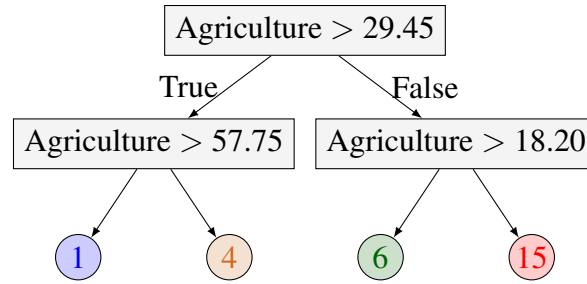 Agriculture > 29.45
True
False
Agriculture > 57.75
Agriculture > 18.20
1
4
6
15